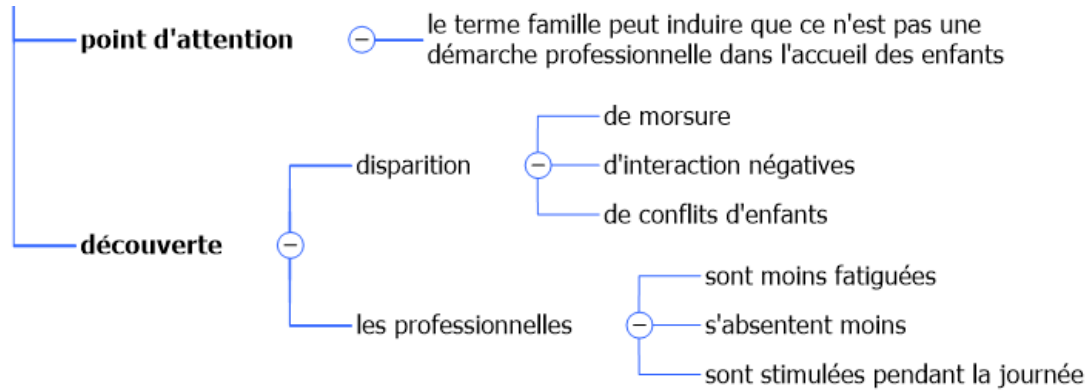 point d'attention
le terme famille peut induire que ce n'est pas une
démarche professionnelle dans l'accueil des enfants
découverte
disparition
de morsure
d'interaction négatives
de conflits d'enfants
les professionnelles
sont moins fatiguées
s'absentent moins
sont stimulées pendant la journée